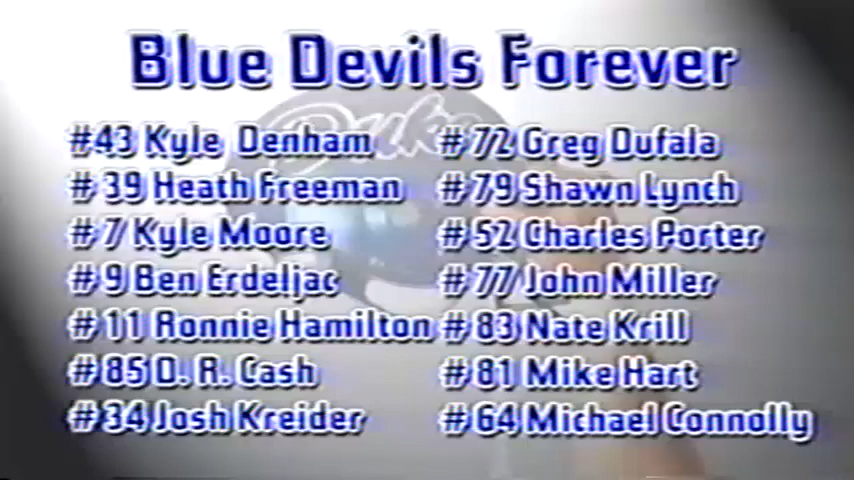 Blue Devils Forever
Duke
#43 Kyle Denham
#39 Heath Freeman
#7 Kyle Moore
#9 Ben Erdeljac
#11 Ronnie Hamilton
#85 D. R. Cash
#34 Josh Kreider
#72 Greg Dufala
#79 Shawn Lynch
#52 Charles Porter
#77 John Miller
#83 Nate Krill
#81 Mike Hart
#64 Michael Connolly